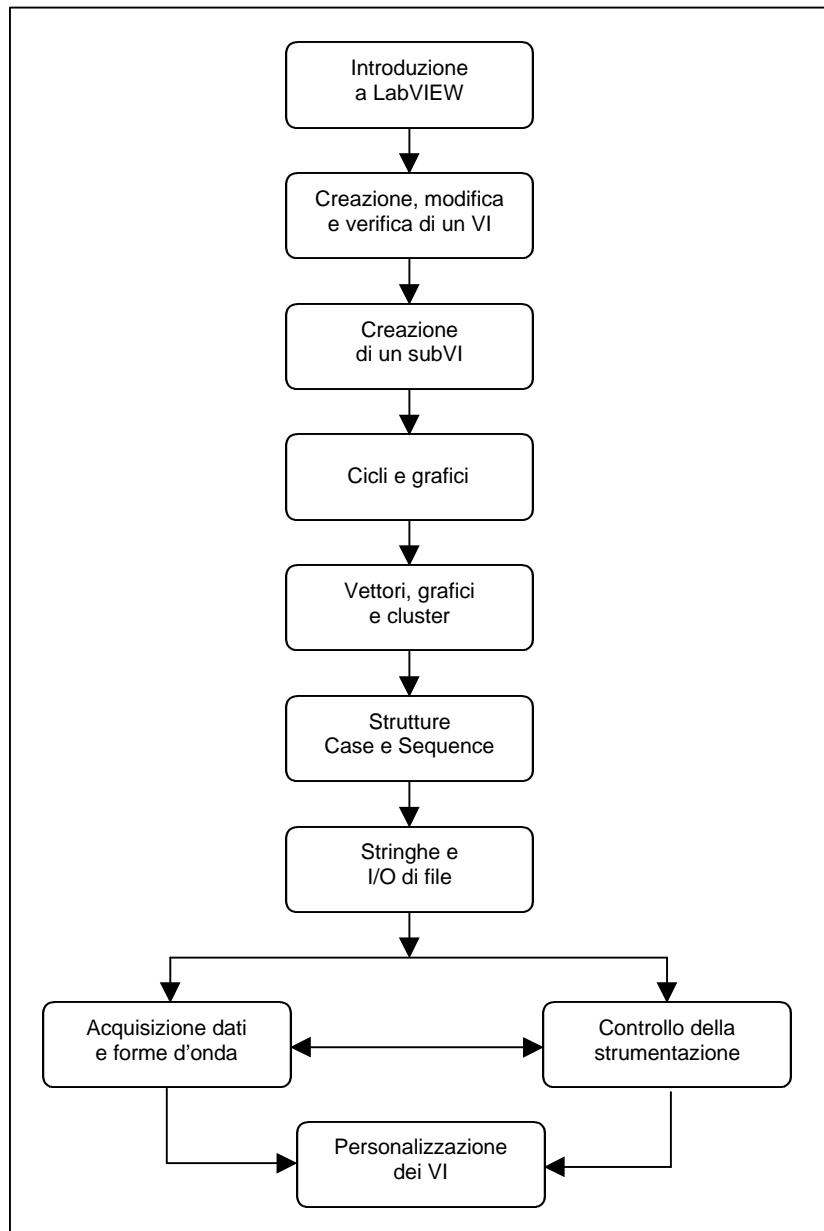 Introduzione
a LabVIEW
Creazione, modifica
e verifica di un VI
Creazione
di un subVI
Cicli e grafici
Vettori, grafici
e cluster
Strutture
Case e Sequence
Stringhe e
I/O di file
Acquisizione dati
e forme d'onda
Controllo della
strumentazione
Personalizzazione
dei VI